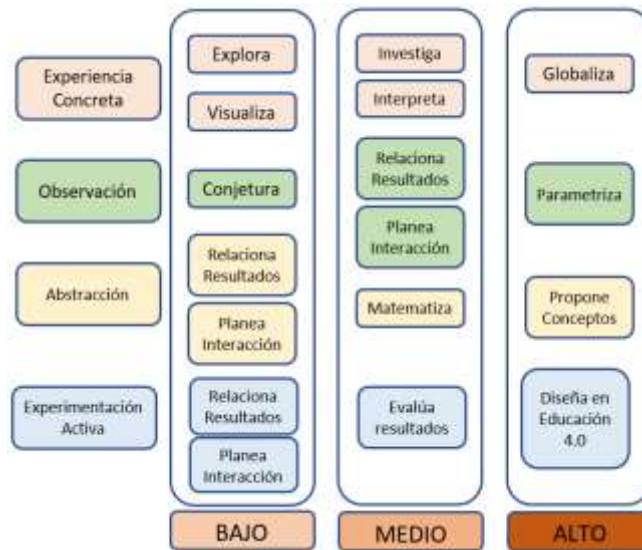 Experiencia
Concreta
Observación
Abstracción
Experimentación
Activa
Explora
Visualiza
Conjetura
Relaciona
Resultados
Planea
Interacción
Relaciona
Resultados
Planea
Interacción
BAJO
Investiga
Interpreta
Relaciona
Resultados
Planea
Interacción
Matematiza
Evalúa
resultados
MEDIO
Globaliza
Parametriza
Propone
Conceptos
Diseña en
Educación
4.0
ALTO